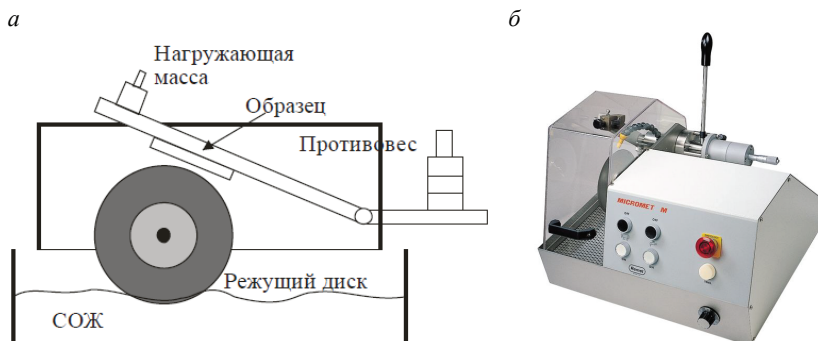 а
б
Нагружающая
масса
Образец
Противовес
Режущий диск
СОЖ
MICROMET M